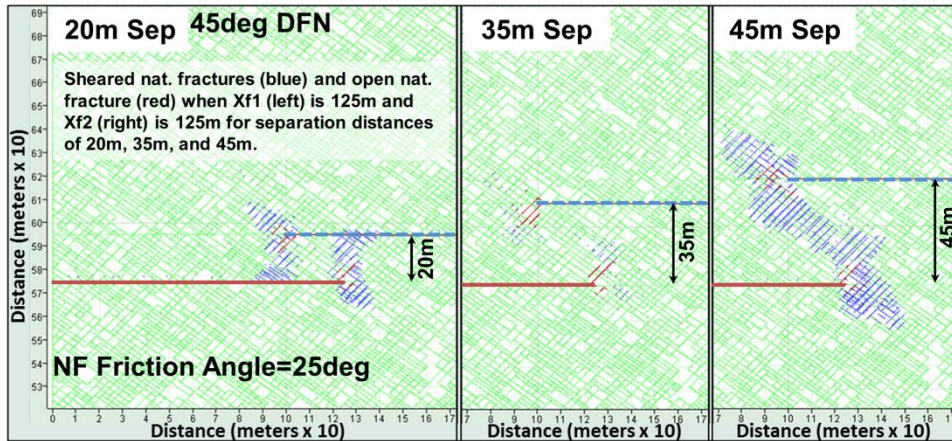 20m Sep
45deg DFN
35m Sep
45m Sep
Sheared nat. fractures (blue) and open nat.
fracture (red) when Xf1 (left) is 125m and
Xf2 (right) is 125m for separation distances
of 20m, 35m, and 45m.
20m
35m
45m
NF Friction Angle=25deg
Distance (meters x 10)
69
68
67
66
65
64
63
62
61
60
59
58
57
56
55
54
53
0 1 2 3 4 5 6 7 8 9 10 11 12 13 14 15 16 17
7 8 9 10 11 12 13 14 15 16 17
7 8 9 10 11 12 13 14 15 16
Distance (meters x 10)
Distance (meters x 10)
Distance (meters x 10)